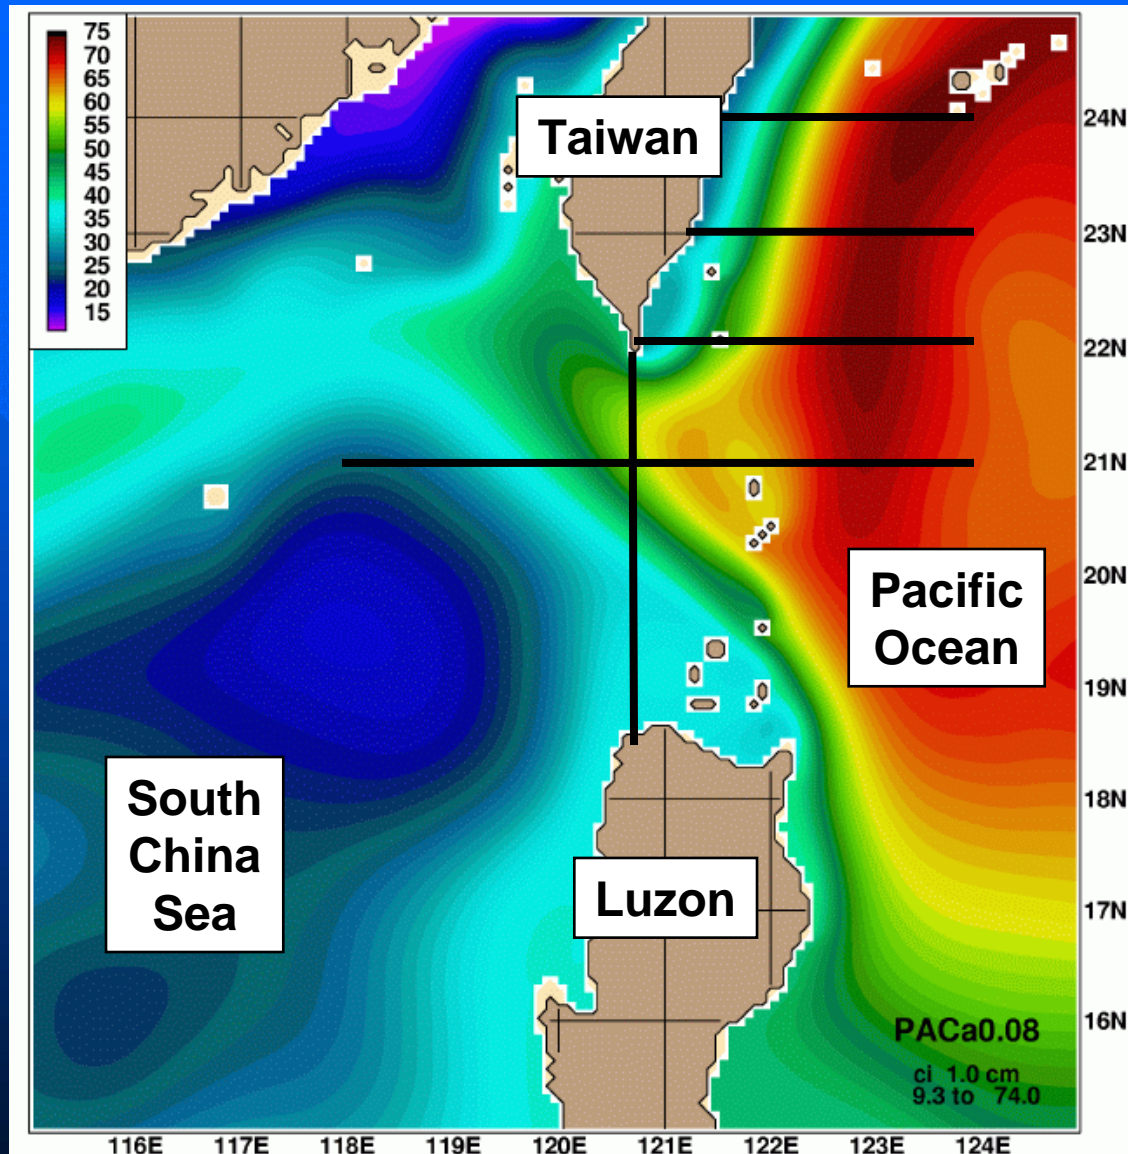 75
70
65
60
55
50
45
40
35
30
25
20
15
Taiwan
24N
23N
22N
21N
20N
19N
18N
17N
16N
Pacific
Ocean
South
China
Sea
Luzon
PACa0.08
ci 1.0 cm
9.3 to 74.0
116E 117E 118E 119E 120E 121E 122E 123E 124E